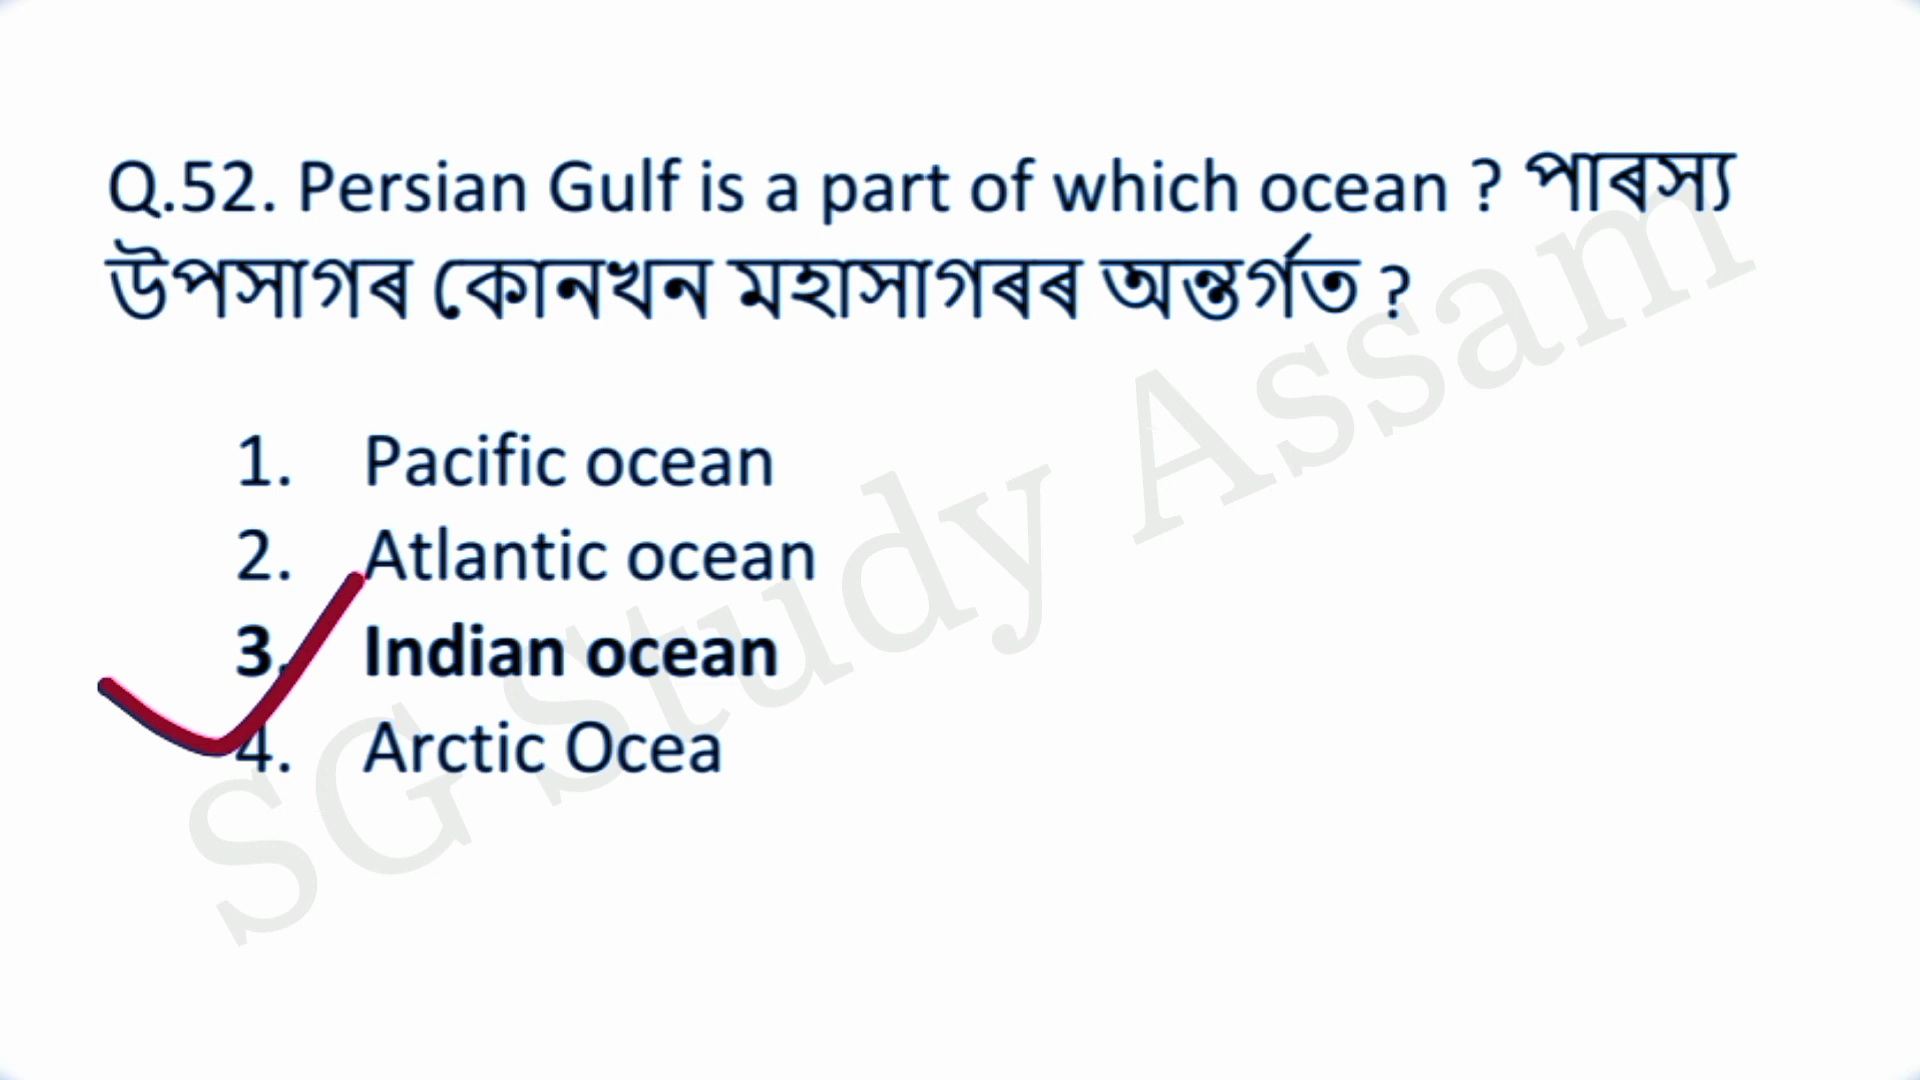 Q.52. Persian Gulf is a part of which ocean ? পাৰস্য
উপসাগৰ কোনখন মহাসাগৰৰ অন্তৰ্গত ?
1. Pacific ocean
2. Atlantic ocean
3. Indian ocean
4. Arctic Ocea
SG Study Assam